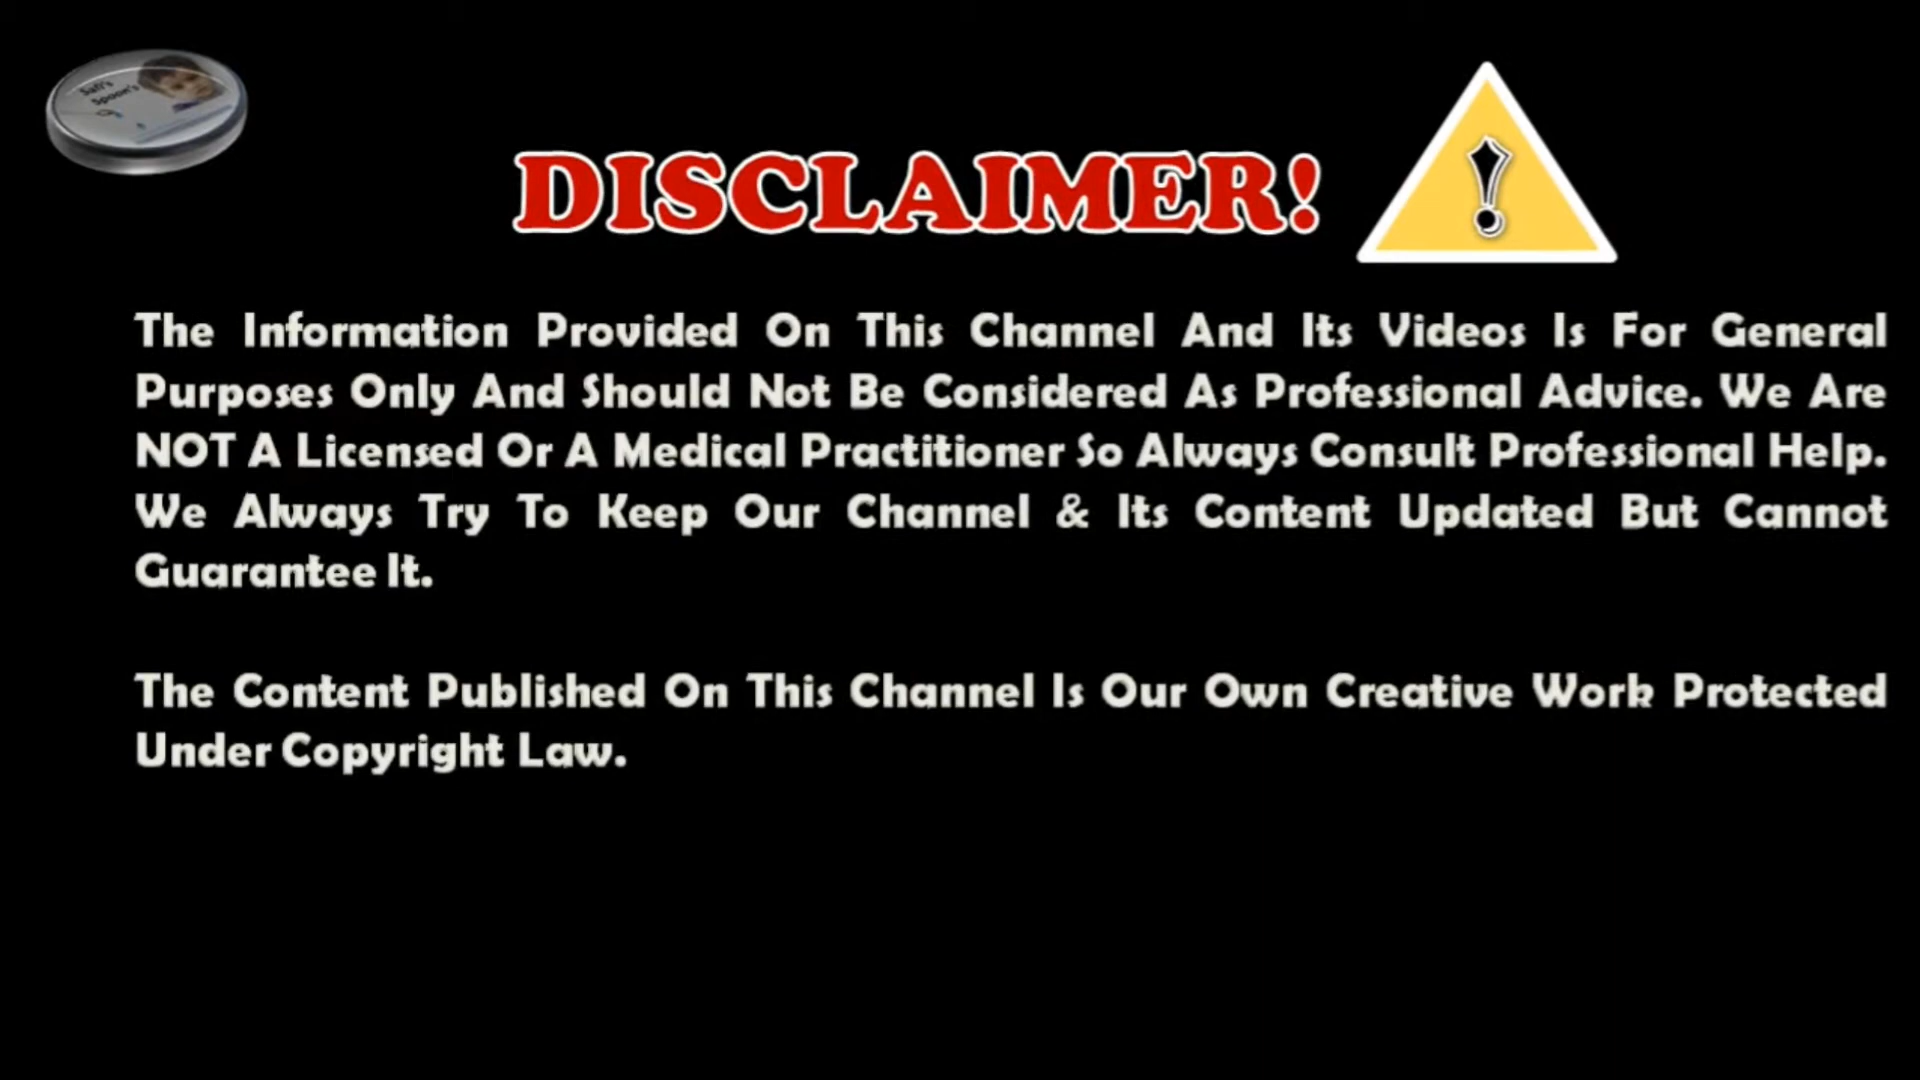 Spoon's
DISCLAIMER!
The Information Provided On This Channel And Its Videos Is For General
Purposes Only And Should Not Be Considered As Professional Advice. We Are
NOT A Licensed Or A Medical Practitioner So Always Consult Professional Help.
We Always Try To Keep Our Channel & Its Content Updated But Cannot
Guarantee It.
The Content Published On This Channel Is Our Own Creative Work Protected
Under Copyright Law.